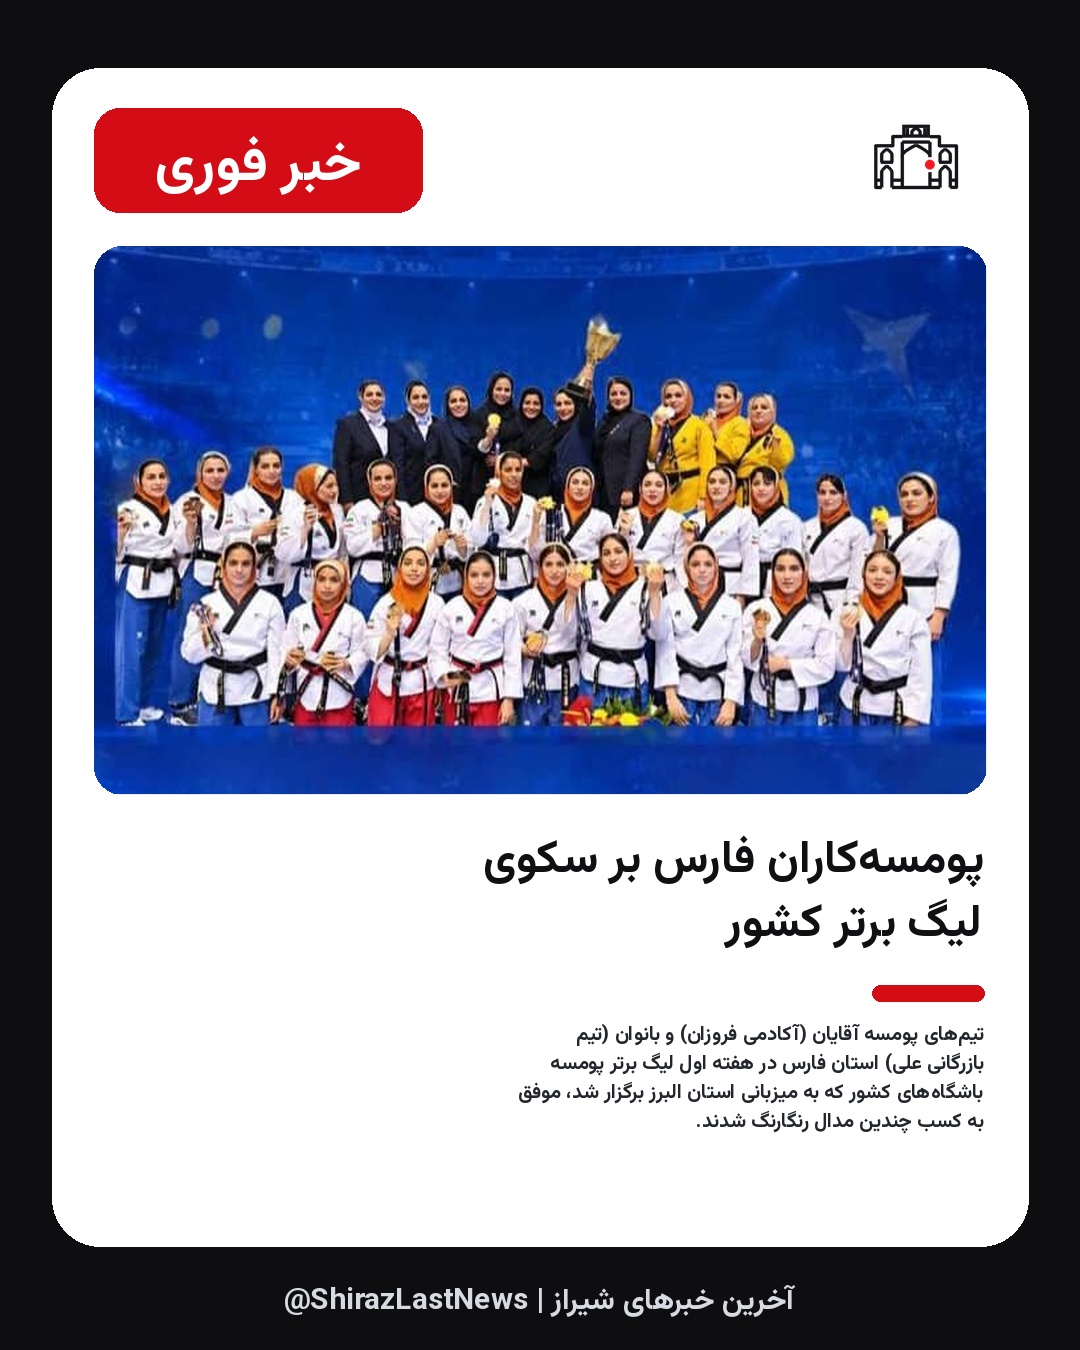 خبر فوری
پومسه‌کاران فارس بر سکوی
لیگ برتر کشور
تیم‌های پومسه آقایان (آکادمی فروزان) و بانوان (تیم
بازرگانی علی) استان فارس در هفته اول لیگ برتر پومسه
باشگاه‌های کشور که به میزبانی استان البرز برگزار شد، موفق
به کسب چندین مدال رنگارنگ شدند.
آخرین خبرهای شیراز | @ShirazLastNews